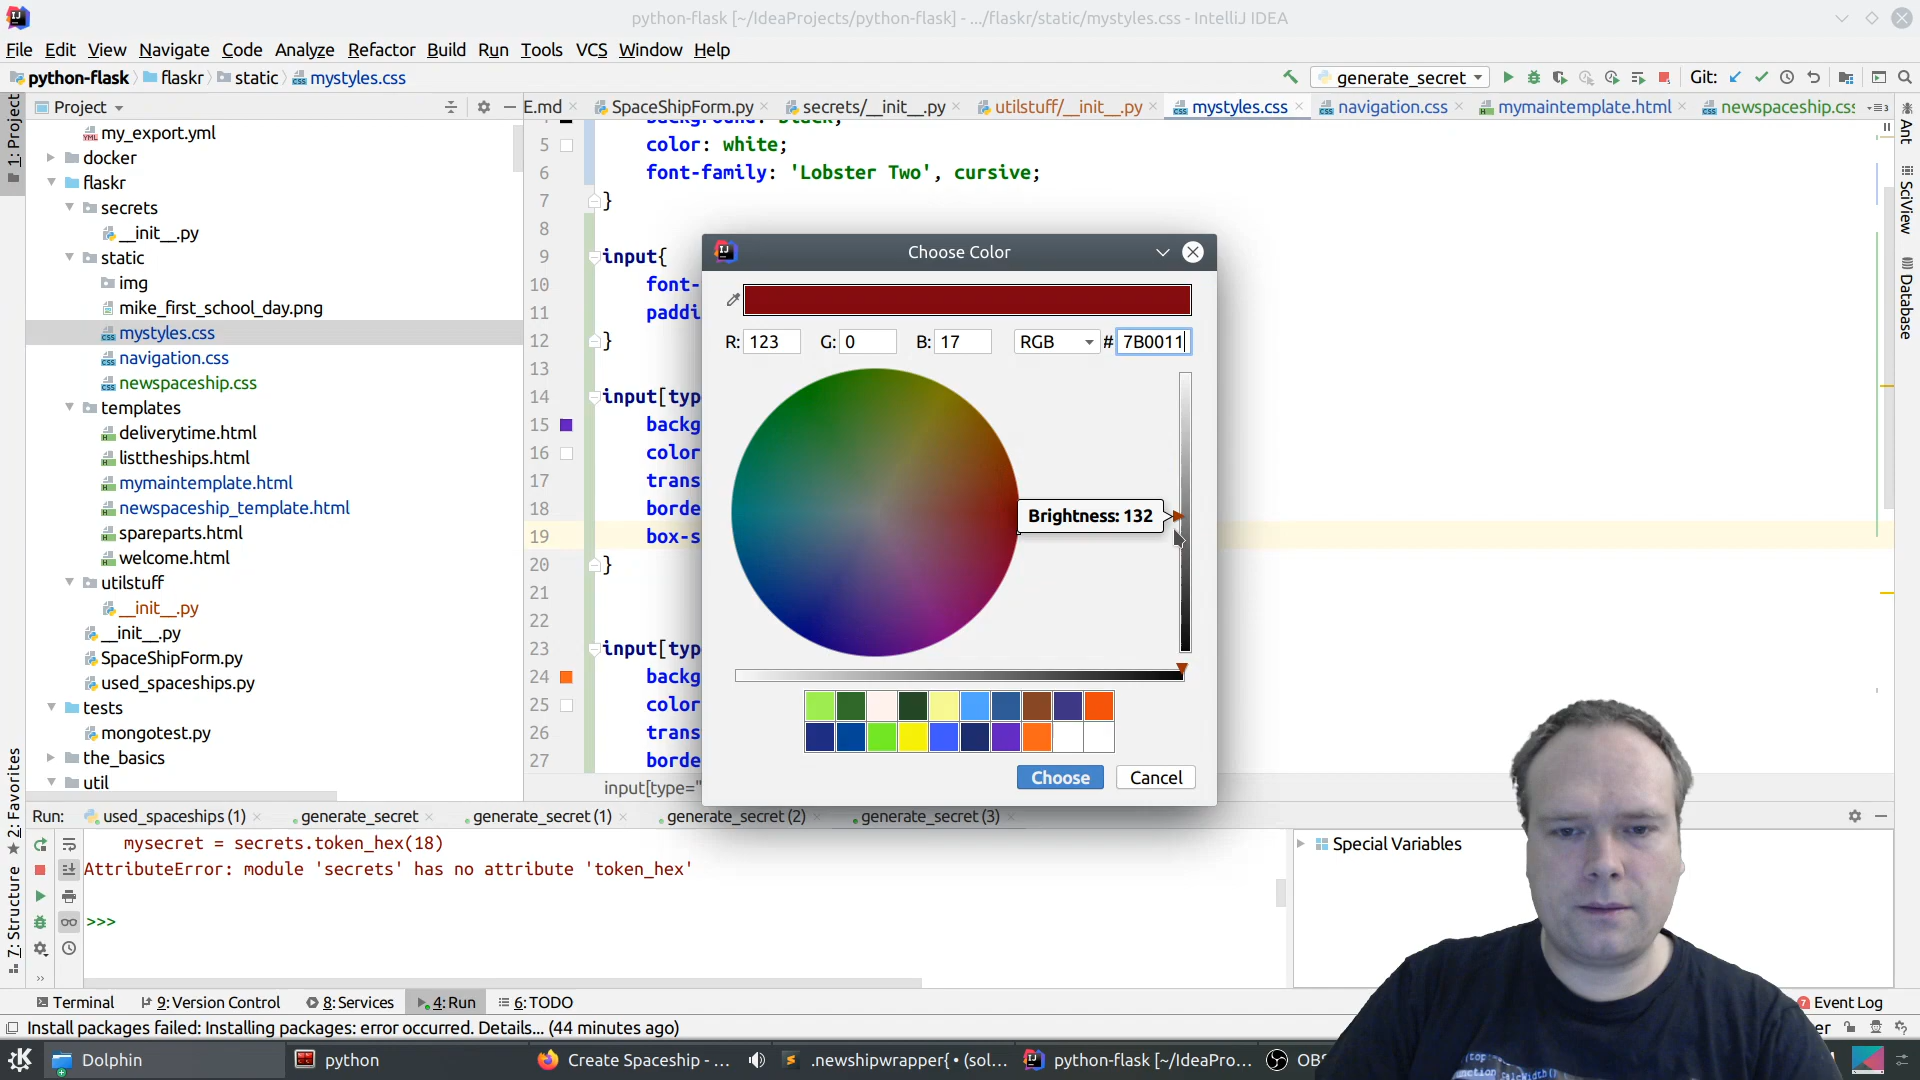 python-flask [~/IdeaProjects/python-flask] - .../flaskr/static/mystyles.css - IntelliJ IDEA
File Edit View Navigate Code Analyze Refactor Build Run Tools VCS Window Help
python-flask flaskr static mystyles.css generate_secret Git:
Project E.md SpaceShipForm.py secrets/__init__.py utilstuff/__init__.py mystyles.css navigation.css mymaintemplate.html newspaceship.css
my_export.yml
docker
flaskr
secrets
__init__.py
static
img
mike_first_school_day.png
mystyles.css
navigation.css
newspaceship.css
templates
deliverytime.html
listtheships.html
mymaintemplate.html
newspaceship_template.html
spareparts.html
welcome.html
utilstuff
__init__.py
__init__.py
SpaceShipForm.py
used_spaceships.py
tests
mongotest.py
the_basics
util
1: Project
2: Favorites
7: Structure
Ant
SciView
Database
background: black;
5 color: white;
6 font-family: 'Lobster Two', cursive;
7 }
8
9 input{
10 font-
11 paddi
12 }
13
14 input[typ
15 backg
16 color
17 trans
18 borde
19 box-s
20 }
21
22
23 input[typ
24 backg
25 color
26 trans
27 borde
input[type="
Choose Color
R: 123 G: 0 B: 17 RGB # 7B0011
Brightness: 132
Choose Cancel
Run: used_spaceships (1) generate_secret generate_secret (1) generate_secret (2) generate_secret (3)
mysecret = secrets.token_hex(18)
AttributeError: module 'secrets' has no attribute 'token_hex'
>>>
Special Variables
Terminal 9: Version Control 8: Services 4: Run 6: TODO 7 Event Log
Install packages failed: Installing packages: error occurred. Details... (44 minutes ago)
Dolphin python Create Spaceship - ... .newshipwrapper{ • (sol... python-flask [~/IdeaPro... OBS